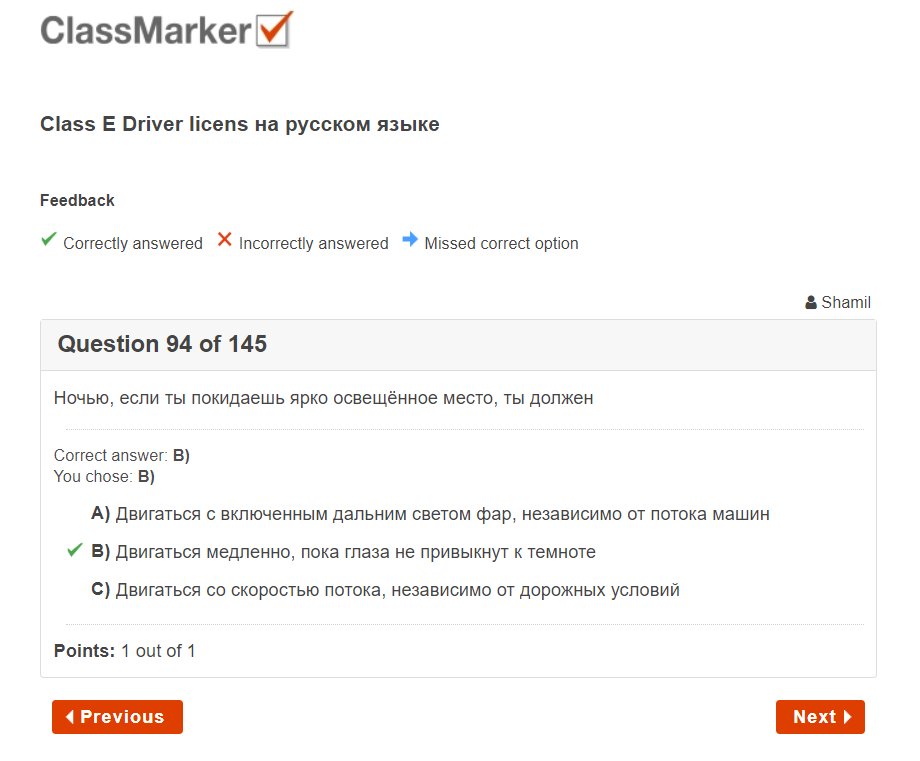 ClassMarker
Class E Driver licens на русском языке
Feedback
Correctly answered Incorrectly answered Missed correct option
Shamil
Question 94 of 145
Ночью, если ты покидаешь ярко освещённое место, ты должен
Correct answer: B)
You chose: B)
A) Двигаться с включенным дальним светом фар, независимо от потока машин
B) Двигаться медленно, пока глаза не привыкнут к темноте
C) Двигаться со скоростью потока, независимо от дорожных условий
Points: 1 out of 1
Previous Next